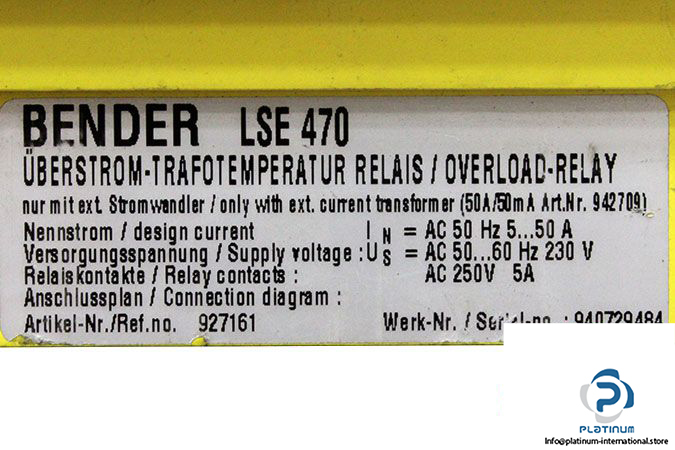 BENDER LSE 470
ÜBERSTROM-TRAFOTEMPERATUR RELAIS / OVERLOAD-RELAY
nur mit ext. Stromwandler / only with ext. current transformer (50A/50mA Art.Nr. 942709)
Nennstrom / design current I N = AC 50 Hz 5...50 A
Versorgungsspannung / Supply voltage : U S = AC 50...60 Hz 230 V
Relaiskontakte / Relay contacts : AC 250V 5A
Anschlussplan / Connection diagram :
Artikel-Nr./Ref.no. 927161 Werk-Nr. / Serial-no. : 940729484
PLATINUM
Info@platinum-international.store